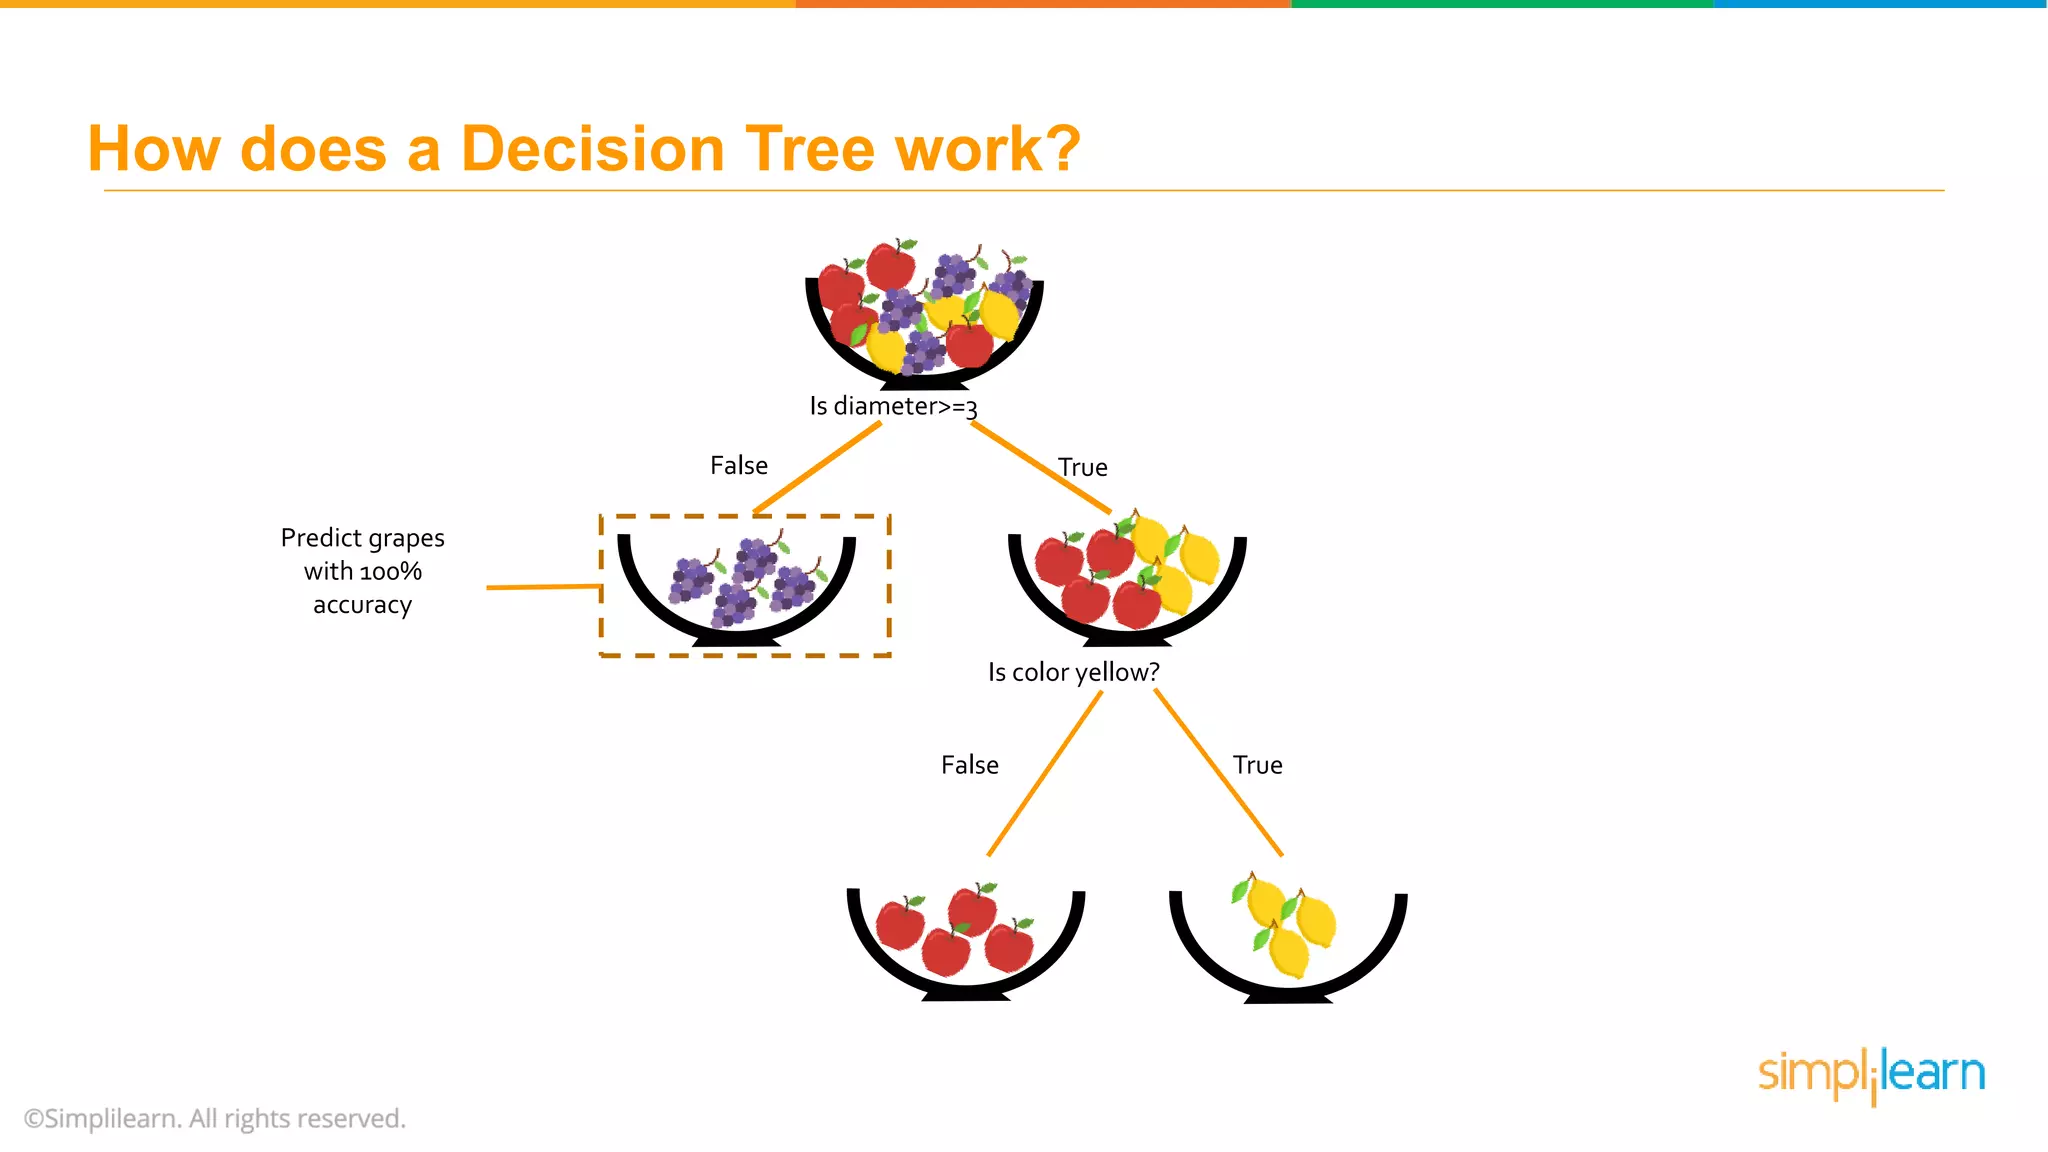 How does a Decision Tree work?
Is diameter>=3
False
True
Predict grapes
with 100%
accuracy
Is color yellow?
False
True
simplilearn
©Simplilearn. All rights reserved.